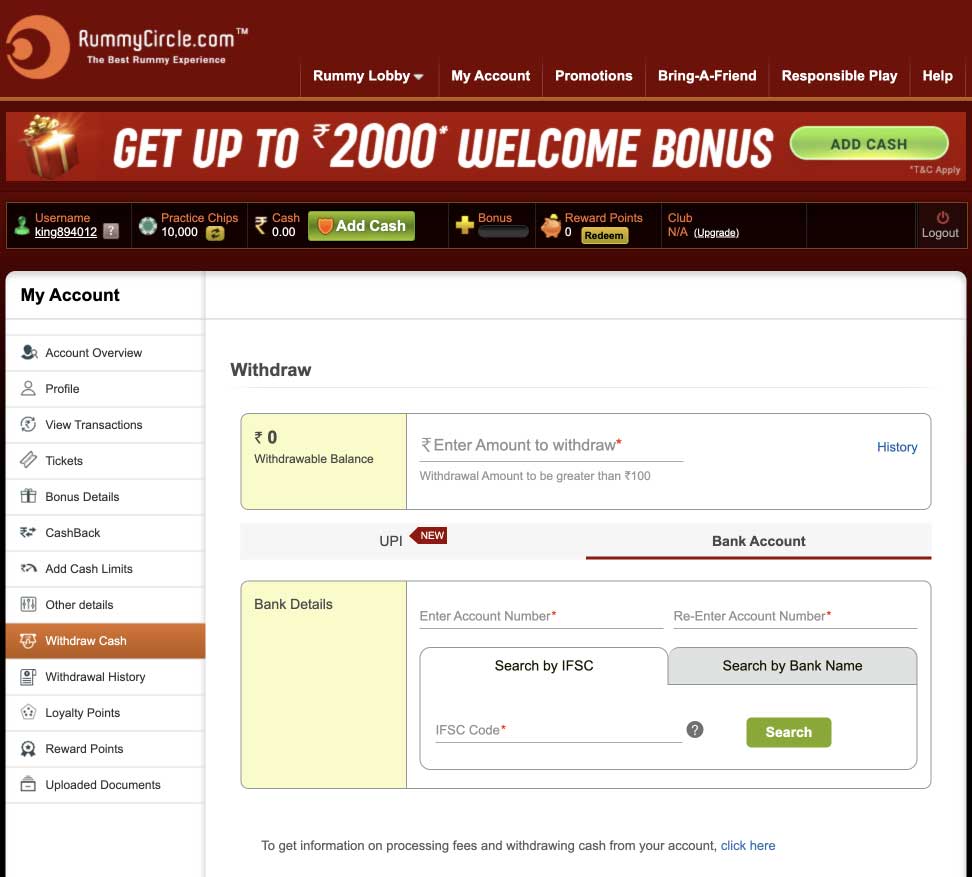 RummyCircle.com™
The Best Rummy Experience
Rummy Lobby
My Account
Promotions
Bring-A-Friend
Responsible Play
Help
GET UP TO ₹2000* WELCOME BONUS
ADD CASH
*T&C Apply
Username
king894012
?
Practice Chips
10,000
₹
Cash
0.00
Add Cash
Bonus
Reward Points
0
Redeem
Club
N/A (Upgrade)
Logout
My Account
Account Overview
Profile
View Transactions
Tickets
Bonus Details
CashBack
Add Cash Limits
Other details
Withdraw Cash
Withdrawal History
Loyalty Points
Reward Points
Uploaded Documents
Withdraw
₹ 0
Withdrawable Balance
₹ Enter Amount to withdraw*
Withdrawal Amount to be greater than ₹100
History
UPI
NEW
Bank Account
Bank Details
Enter Account Number*
Re-Enter Account Number*
Search by IFSC
Search by Bank Name
IFSC Code*
?
Search
To get information on processing fees and withdrawing cash from your account, click here